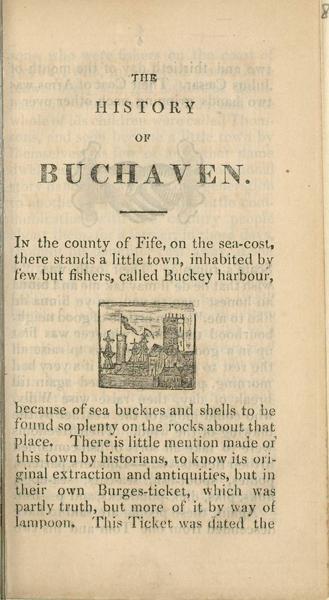 8
THE
HISTORY
OF
BUCHAVEN.
IN the county of Fife, on the sea-cost,
there stands a little town, inhabited by
few but fishers, called Buckey harbour,
because of sea buckies and shells to be
found so plenty on the rocks about that
place. There is little mention made of
this town by historians, to know its ori-
ginal extraction and antiquities, but in
their own Burges-ticket, which was
partly truth, but more of it by way of
lampoon. This Ticket was dated the